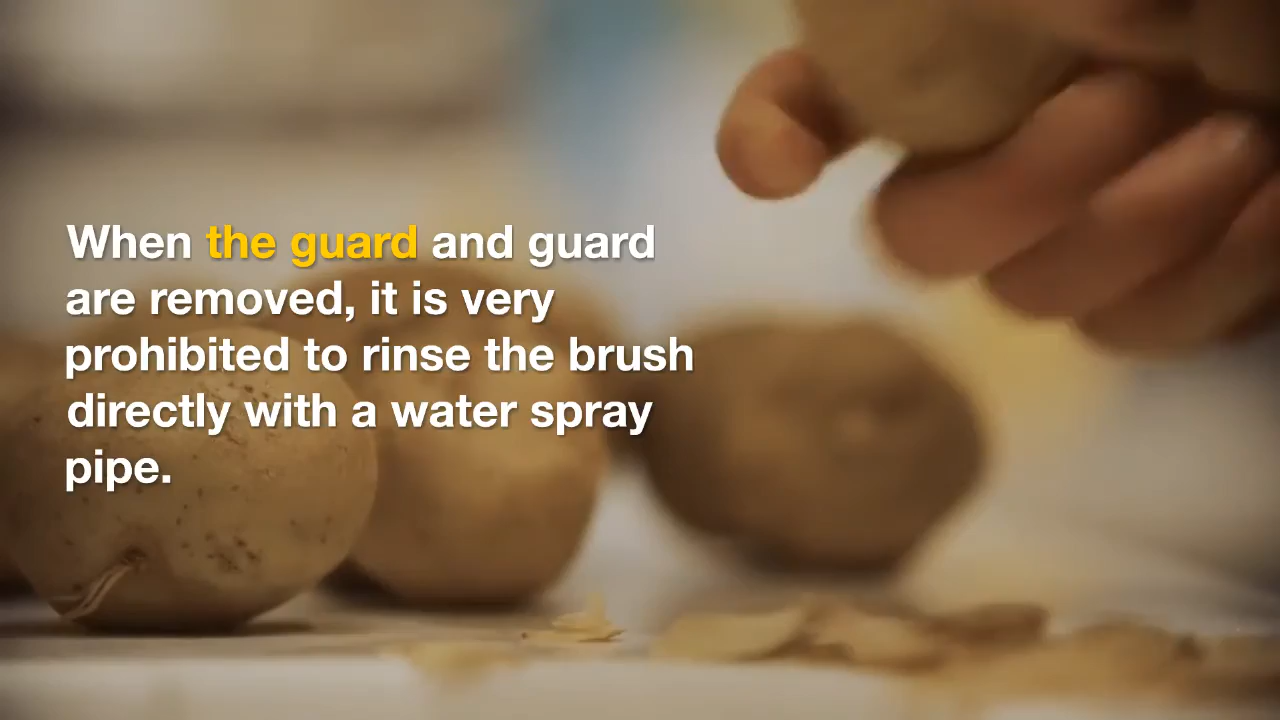 When the guard and guard
are removed, it is very
prohibited to rinse the brush
directly with a water spray
pipe.